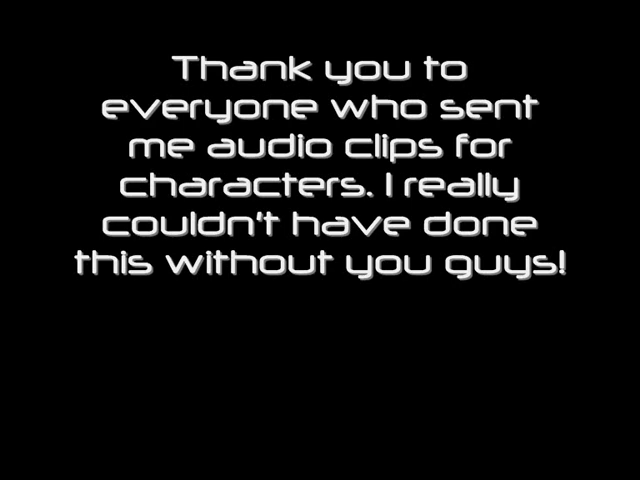 Thank you to
everyone who sent
me audio clips for
characters. I really
couldn't have done
this without you guys!